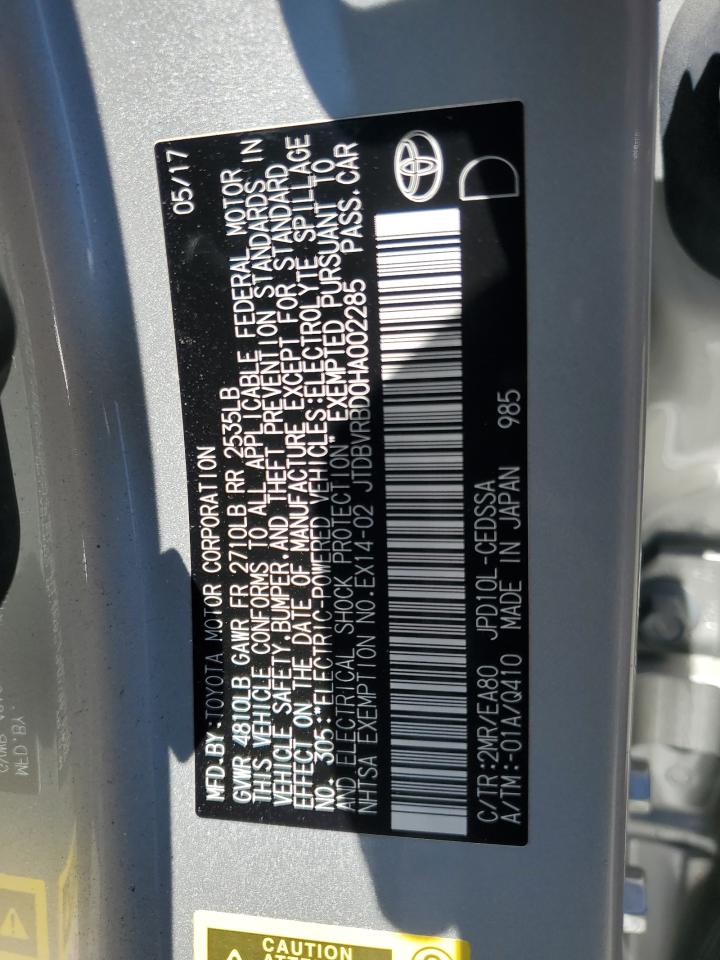 05/17
MFD.BY:TOYOTA MOTOR CORPORATION
GVWR 4810LB GAWR FR 2710LB RR 2535LB
THIS VEHICLE CONFORMS TO ALL APPLICABLE FEDERAL MOTOR
VEHICLE SAFETY,BUMPER,AND THEFT PREVENTION STANDARDS IN
EFFECT ON THE DATE OF MANUFACTURE EXCEPT FOR STANDARD
NO. 305:"ELECTRIC-POWERED VEHICLES:ELECTROLYTE SPILLAGE
AND ELECTRICAL SHOCK PROTECTION" EXEMPTED PURSUANT TO
NHTSA EXEMPTION NO.EX14-02 JTDBVRBD0HA002285 PASS.CAR
D
C/TR:2MR/EA80 JPD10L-CEDSSA
A/TM:-01A/Q410 MADE IN JAPAN 985
CAUTION